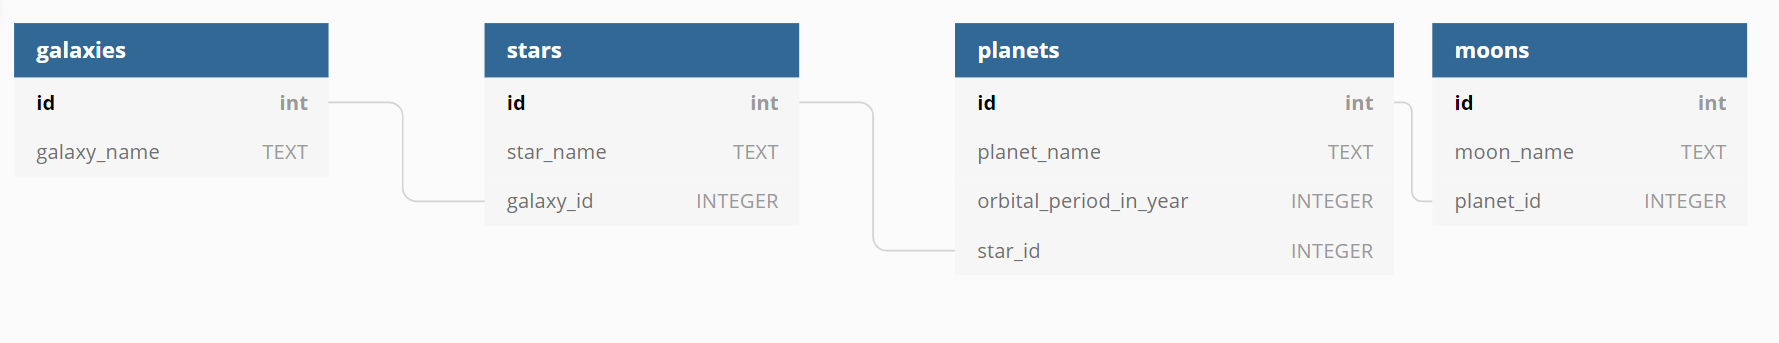 galaxies
id int
galaxy_name TEXT
stars
id int
star_name TEXT
galaxy_id INTEGER
planets
id int
planet_name TEXT
orbital_period_in_year INTEGER
star_id INTEGER
moons
id int
moon_name TEXT
planet_id INTEGER